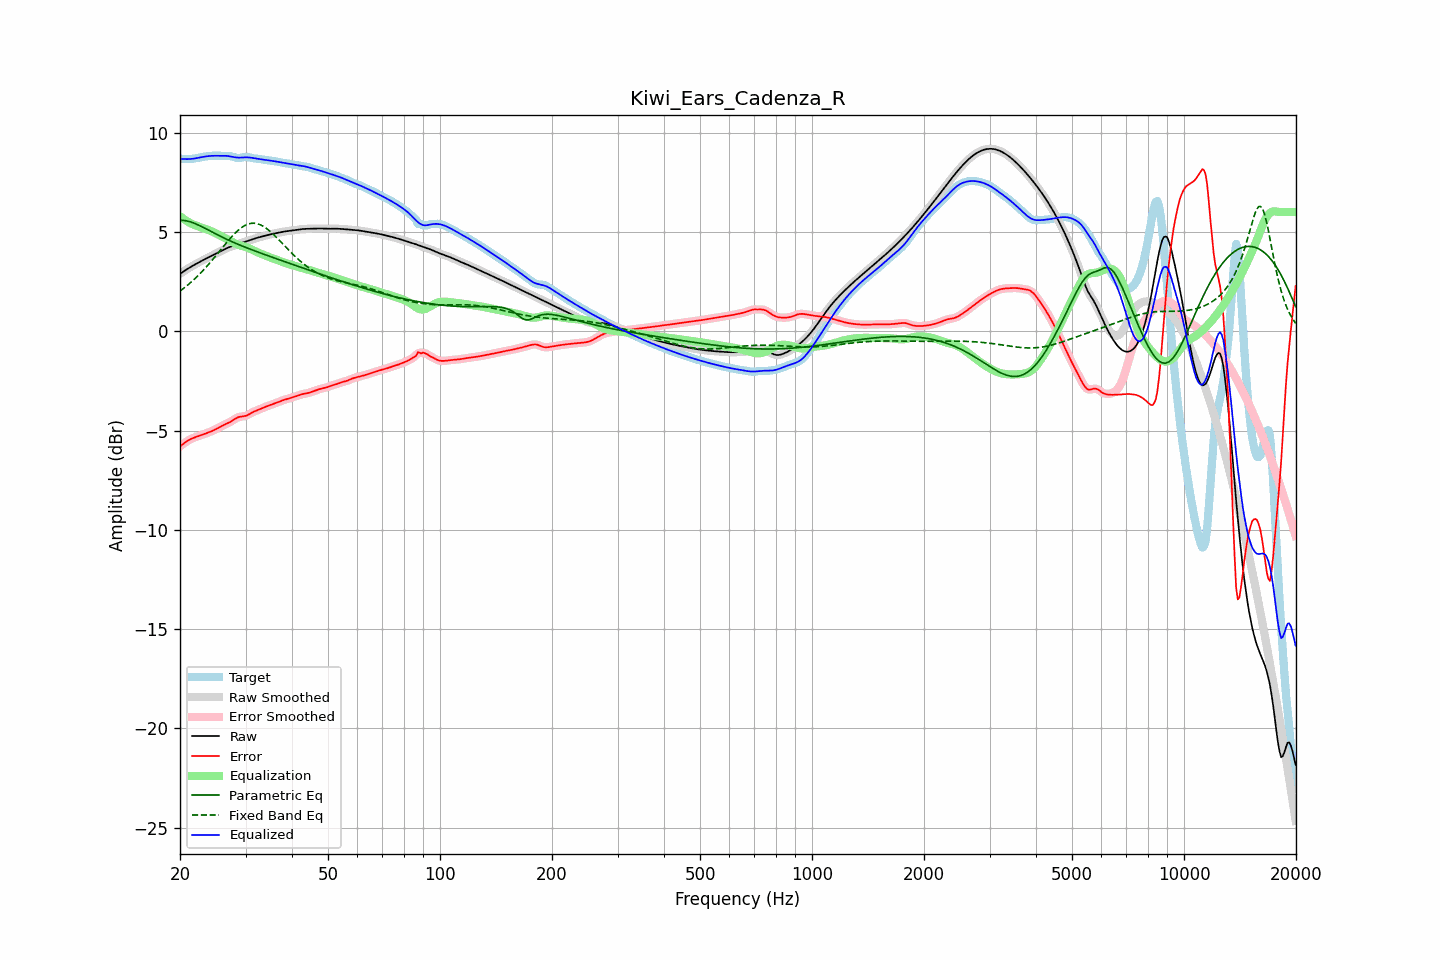 Kiwi_Ears_Cadenza_R
10
5
0
−5
−10
−15
−20
−25
Amplitude (dBr)
Target
Raw Smoothed
Error Smoothed
Raw
Error
Equalization
Parametric Eq
Fixed Band Eq
Equalized
20 50 100 200 500 1000 2000 5000 10000 20000
Frequency (Hz)